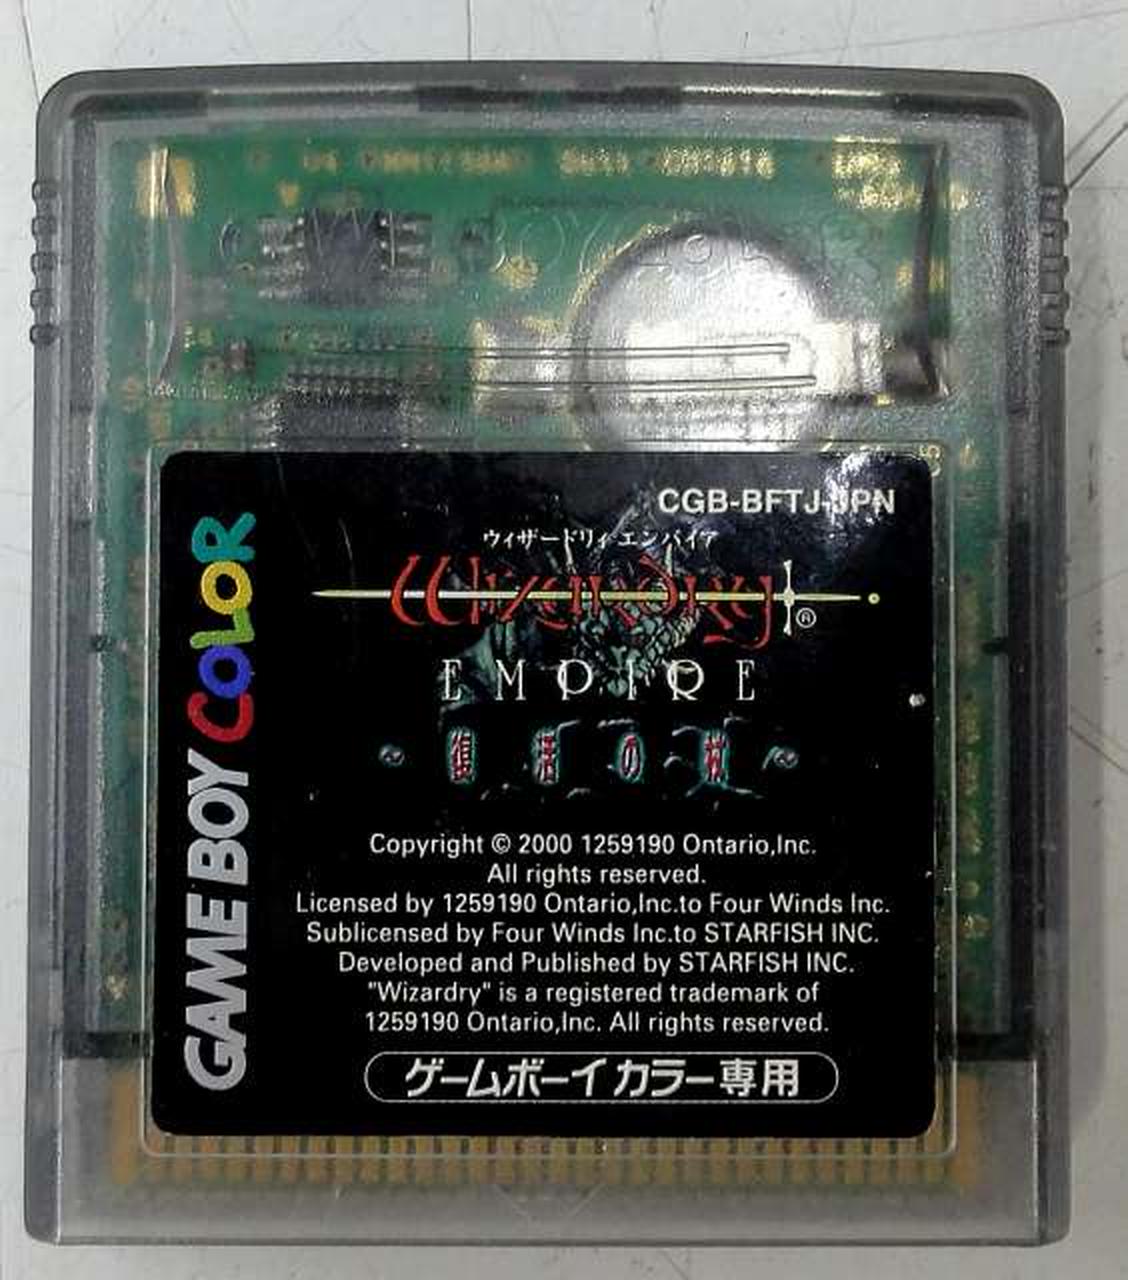 CGB-BFTJ-JPN
ウィザードリィ エンパイア
Wizardry®
EMPIRE
復活の杖
Copyright © 2000 1259190 Ontario,Inc.
All rights reserved.
Licensed by 1259190 Ontario,Inc.to Four Winds Inc.
Sublicensed by Four Winds Inc.to STARFISH INC.
Developed and Published by STARFISH INC.
"Wizardry" is a registered trademark of
1259190 Ontario,Inc. All rights reserved.
ゲームボーイカラー専用
GAME BOY COLOR